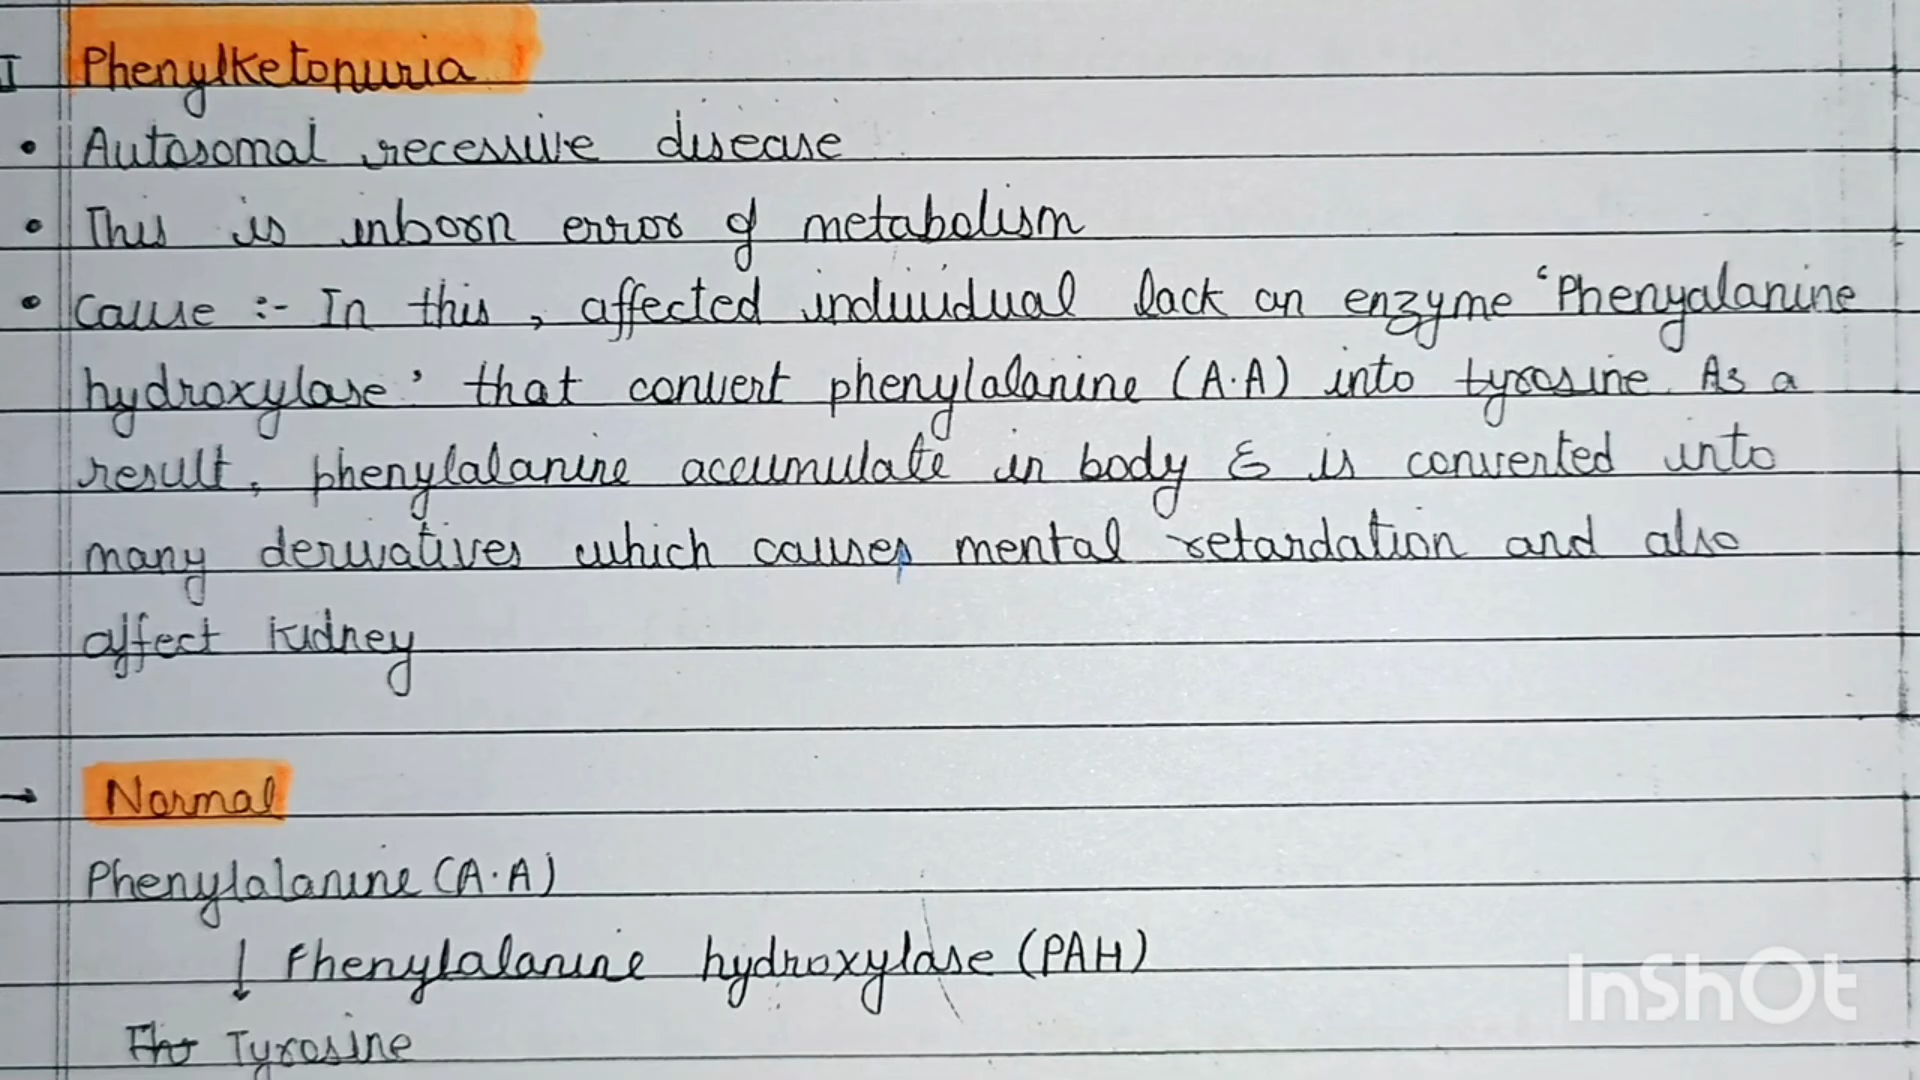 I Phenylketonuria
• Autosomal recessive disease
• This is inborn error of metabolism
• Cause :- In this, affected individual lack an enzyme 'Phenyalanine
hydroxylase' that convert phenylalanine (A.A) into tyrosine. As a
result, phenylalanine accumulate in body & is converted into
many derivatives which causes mental retardation and also
affect kidney
→ Normal
Phenylalanine (A.A)
↓ Phenylalanine hydroxylase (PAH)
Tyrosine
InShOt